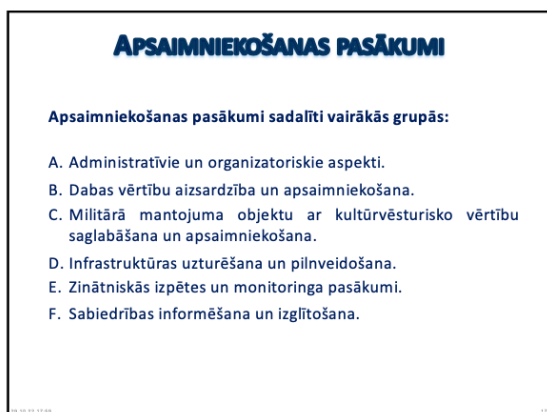 APSAIMNIEKOŠANAS PASĀKUMI
Apsaimniekošanas pasākumi sadalīti vairākās grupās:
A. Administratīvie un organizatoriskie aspekti.
B. Dabas vērtību aizsardzība un apsaimniekošana.
C. Militārā mantojuma objektu ar kultūrvēsturisko vērtību
saglabāšana un apsaimniekošana.
D. Infrastruktūras uzturēšana un pilnveidošana.
E. Zinātniskās izpētes un monitoringa pasākumi.
F. Sabiedrības informēšana un izglītošana.